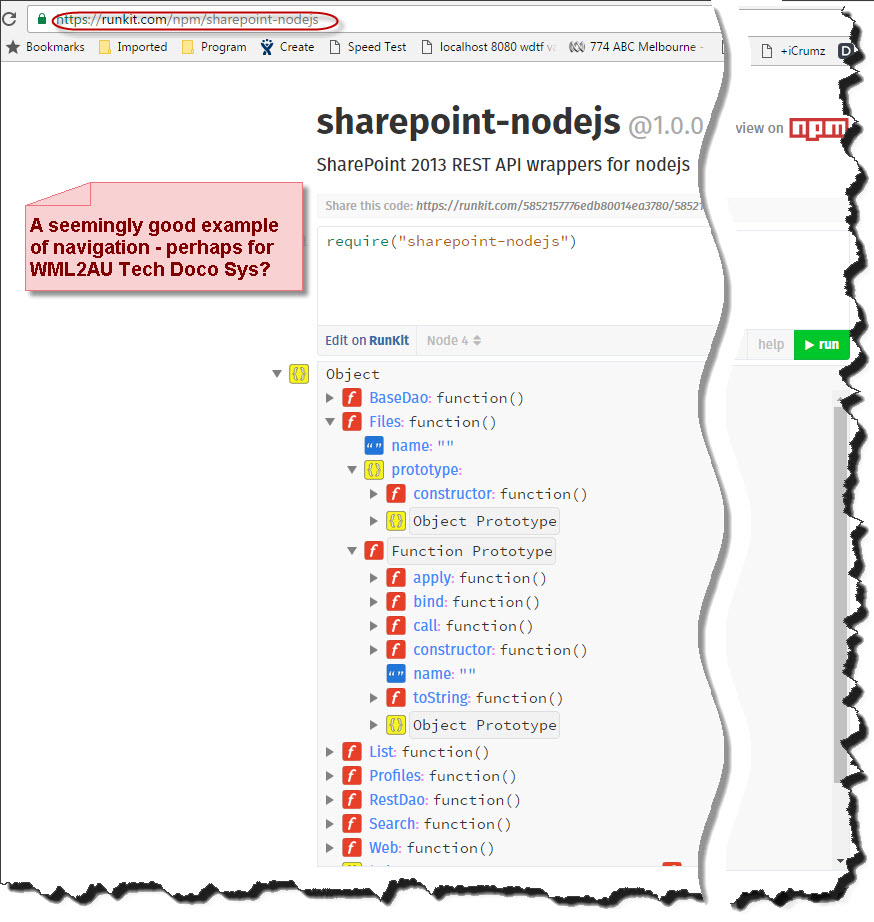 https://runkit.com/npm/sharepoint-nodejs
Bookmarks Imported Program Create Speed Test localhost 8080 wdtf 774 ABC Melbourne - +iCrumz D
sharepoint-nodejs @1.0.0 view on npm
SharePoint 2013 REST API wrappers for nodejs
Share this code: https://runkit.com/5852157776edb80014ea3780/58521
A seemingly good example
of navigation - perhaps for
WML2AU Tech Doco Sys?
require("sharepoint-nodejs")
Edit on RunKit Node 4 help run
{} Object
f BaseDao: function()
f Files: function()
“” name: ""
{} prototype:
f constructor: function()
{} Object Prototype
f Function Prototype
f apply: function()
f bind: function()
f call: function()
f constructor: function()
“” name: ""
f toString: function()
{} Object Prototype
f List: function()
f Profiles: function()
f RestDao: function()
f Search: function()
f Web: function()